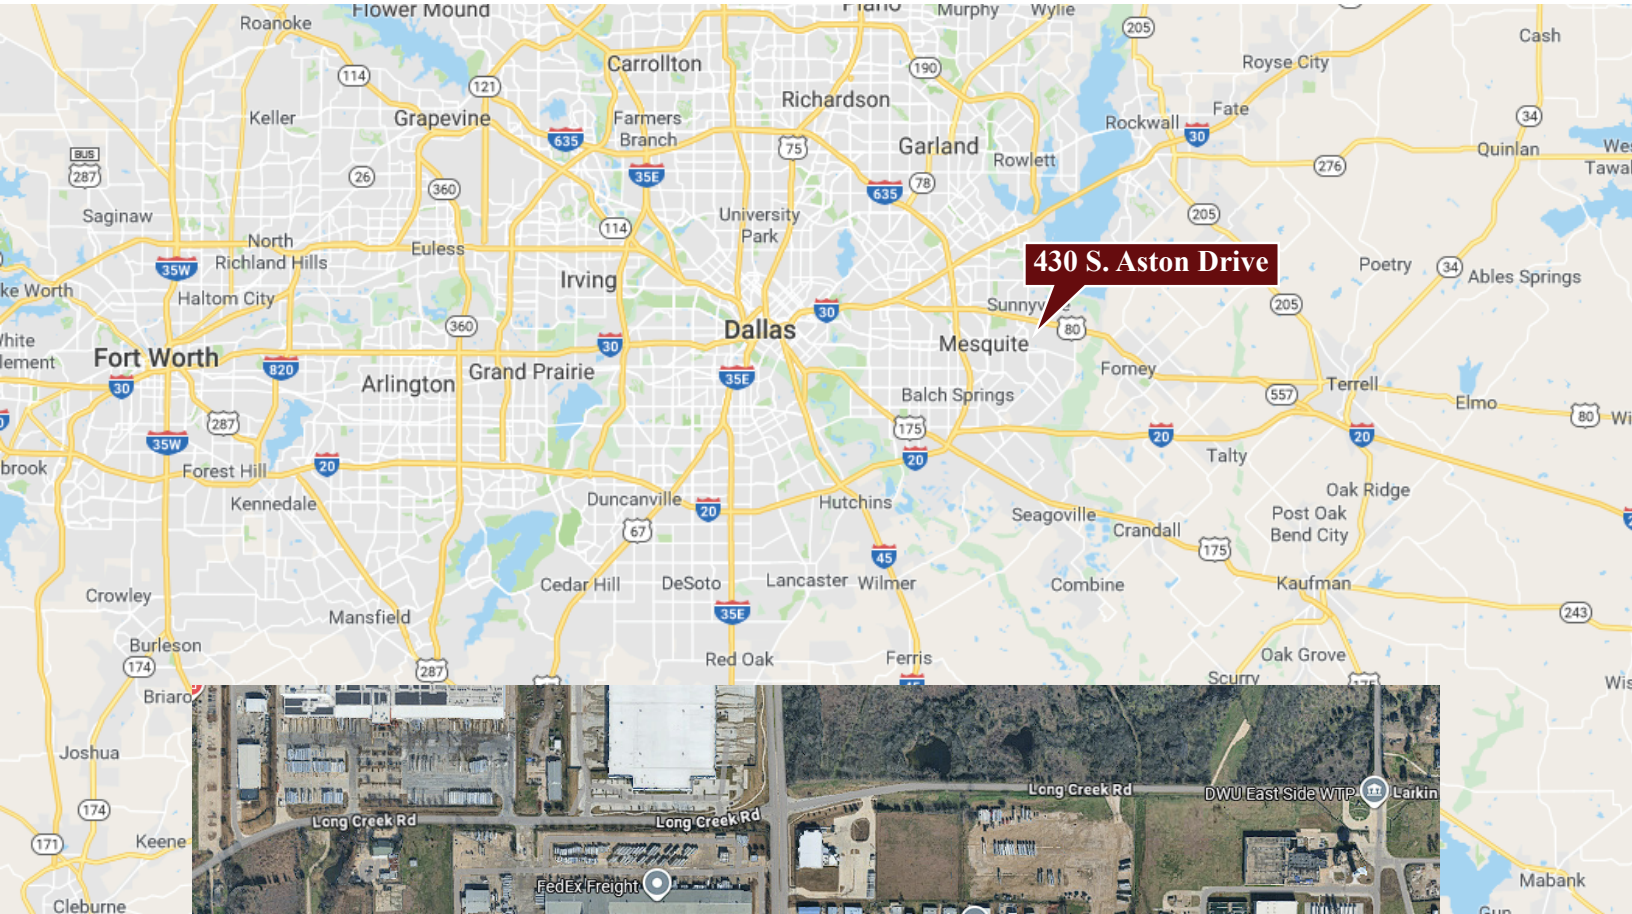 Flower Mound
Murphy
Wylie
Roanoke
205
Cash
Carrollton
190
Royse City
114
121
Richardson
Keller
Grapevine
Farmers
Branch
Fate
Rockwall
30
34
635
75
Garland
Rowlett
Quinlan
BUS
287
26
360
35E
635
78
276
Saginaw
University
Park
205
114
North
Richland Hills
Euless
430 S. Aston Drive
35W
Irving
Poetry
34
Ables Springs
Haltom City
30
205
360
Dallas
80
Fort Worth
30
Mesquite
820
Grand Prairie
35E
Forney
30
Arlington
Balch Springs
557
Terrell
Elmo
80
287
175
35W
20
20
20
Forest Hill
20
Talty
Kennedale
Duncanville
20
Hutchins
Oak Ridge
67
Seagoville
Crandall
Post Oak
Bend City
175
45
Crowley
Cedar Hill
DeSoto
Lancaster
Wilmer
Combine
Kaufman
Mansfield
35E
243
Burleson
174
287
Red Oak
Ferris
Oak Grove
Scurry
Joshua
Long Creek Rd
DWU East Side WTP
Larkin
174
Long Creek Rd
Long Creek Rd
171
Keene
FedEx Freight
Mabank
Cleburne